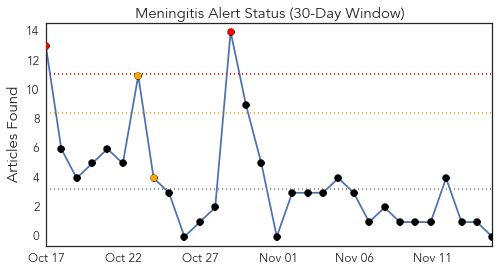 Meningitis Alert Status (30-Day Window)
Articles Found
14
12
10
8
6
4
2
0
Oct 17 Oct 22 Oct 27 Nov 01 Nov 06 Nov 11